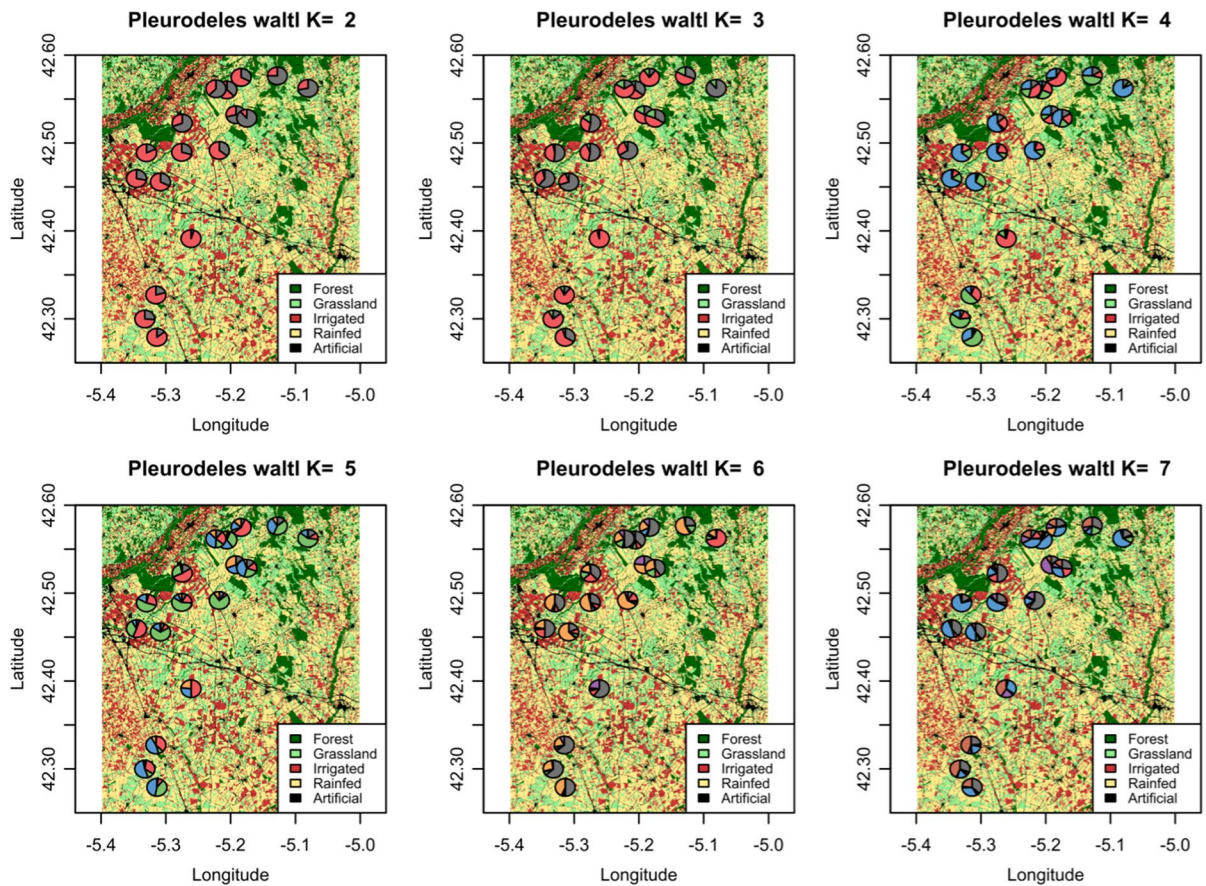 Pleurodeles waltl K= 2
Pleurodeles waltl K= 3
Pleurodeles waltl K= 4
Latitude
42.60
42.50
42.40
42.30
Forest
Grassland
Irrigated
Rainfed
Artificial
-5.4 -5.3 -5.2 -5.1 -5.0
Longitude
Latitude
42.60
42.50
42.40
42.30
Forest
Grassland
Irrigated
Rainfed
Artificial
-5.4 -5.3 -5.2 -5.1 -5.0
Longitude
Latitude
42.60
42.50
42.40
42.30
Forest
Grassland
Irrigated
Rainfed
Artificial
-5.4 -5.3 -5.2 -5.1 -5.0
Longitude
Pleurodeles waltl K= 5
Pleurodeles waltl K= 6
Pleurodeles waltl K= 7
Latitude
42.60
42.50
42.40
42.30
Forest
Grassland
Irrigated
Rainfed
Artificial
-5.4 -5.3 -5.2 -5.1 -5.0
Longitude
Latitude
42.60
42.50
42.40
42.30
Forest
Grassland
Irrigated
Rainfed
Artificial
-5.4 -5.3 -5.2 -5.1 -5.0
Longitude
Latitude
42.60
42.50
42.40
42.30
Forest
Grassland
Irrigated
Rainfed
Artificial
-5.4 -5.3 -5.2 -5.1 -5.0
Longitude